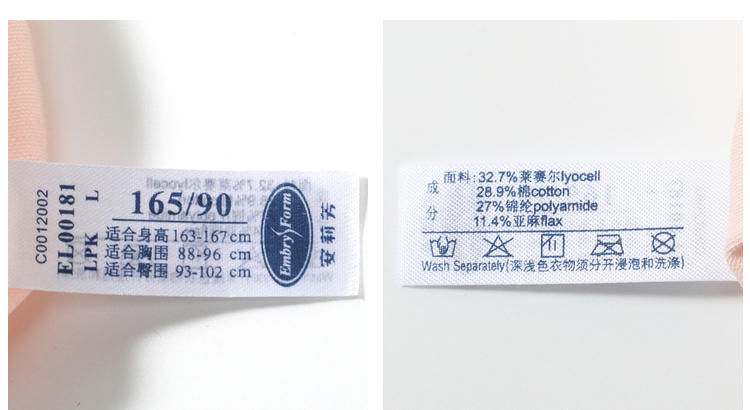 C0012002
EL00181
LPK L
165/90
适合身高163-167cm
适合胸围 88-96 cm
适合臀围 93-102 cm
Embry Form
安莉芳
成分
面料:32.7%莱赛尔lyocell
28.9%棉cotton
27%锦纶polyamide
11.4%亚麻flax
Wash Separately(深浅色衣物须分开浸泡和洗涤)